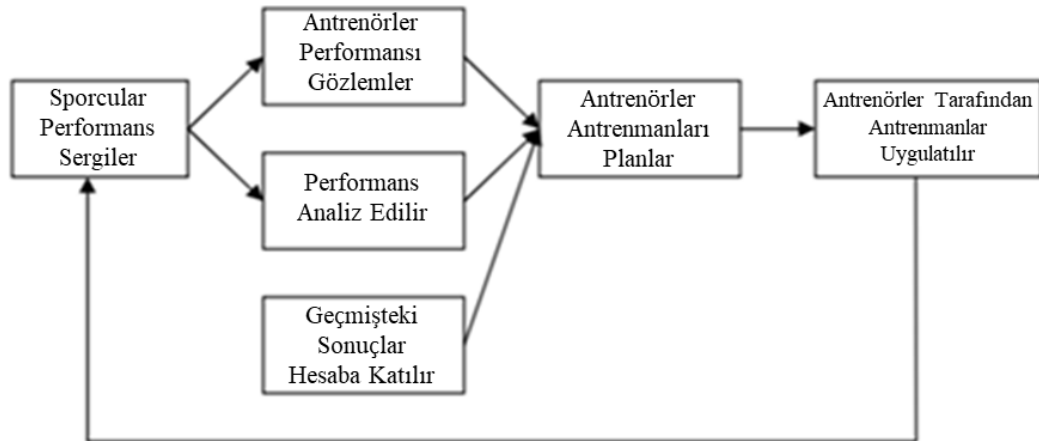 Sporcular
Performans
Sergiler
Antrenörler
Performansı
Gözlemler
Performans
Analiz Edilir
Geçmişteki
Sonuçlar
Hesaba Katılır
Antrenörler
Antrenmanları
Planlar
Antrenörler Tarafından
Antrenmanlar
Uygulatılır